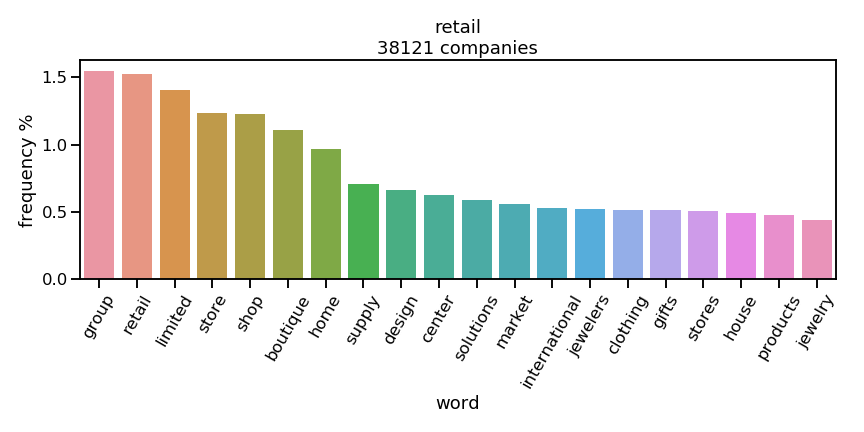 retail
38121 companies
frequency %
1.5
1.0
0.5
0.0
group
retail
limited
store
shop
boutique
home
supply
design
center
solutions
market
international
jewelers
clothing
gifts
stores
house
products
jewelry
word